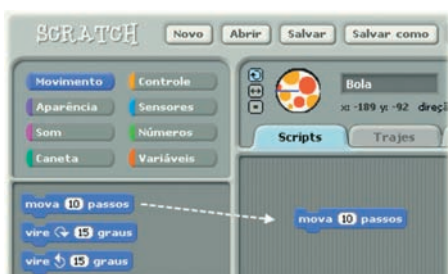 SCRATCH Novo Abrir Salvar Salvar como
Movimento Controle
Aparência Sensores
Som Números
Caneta Variáveis
Bola
x: -189 y: -92 direçã
Scripts Trajes
mova 10 passos
vire 15 graus
vire 15 graus
mova 10 passos